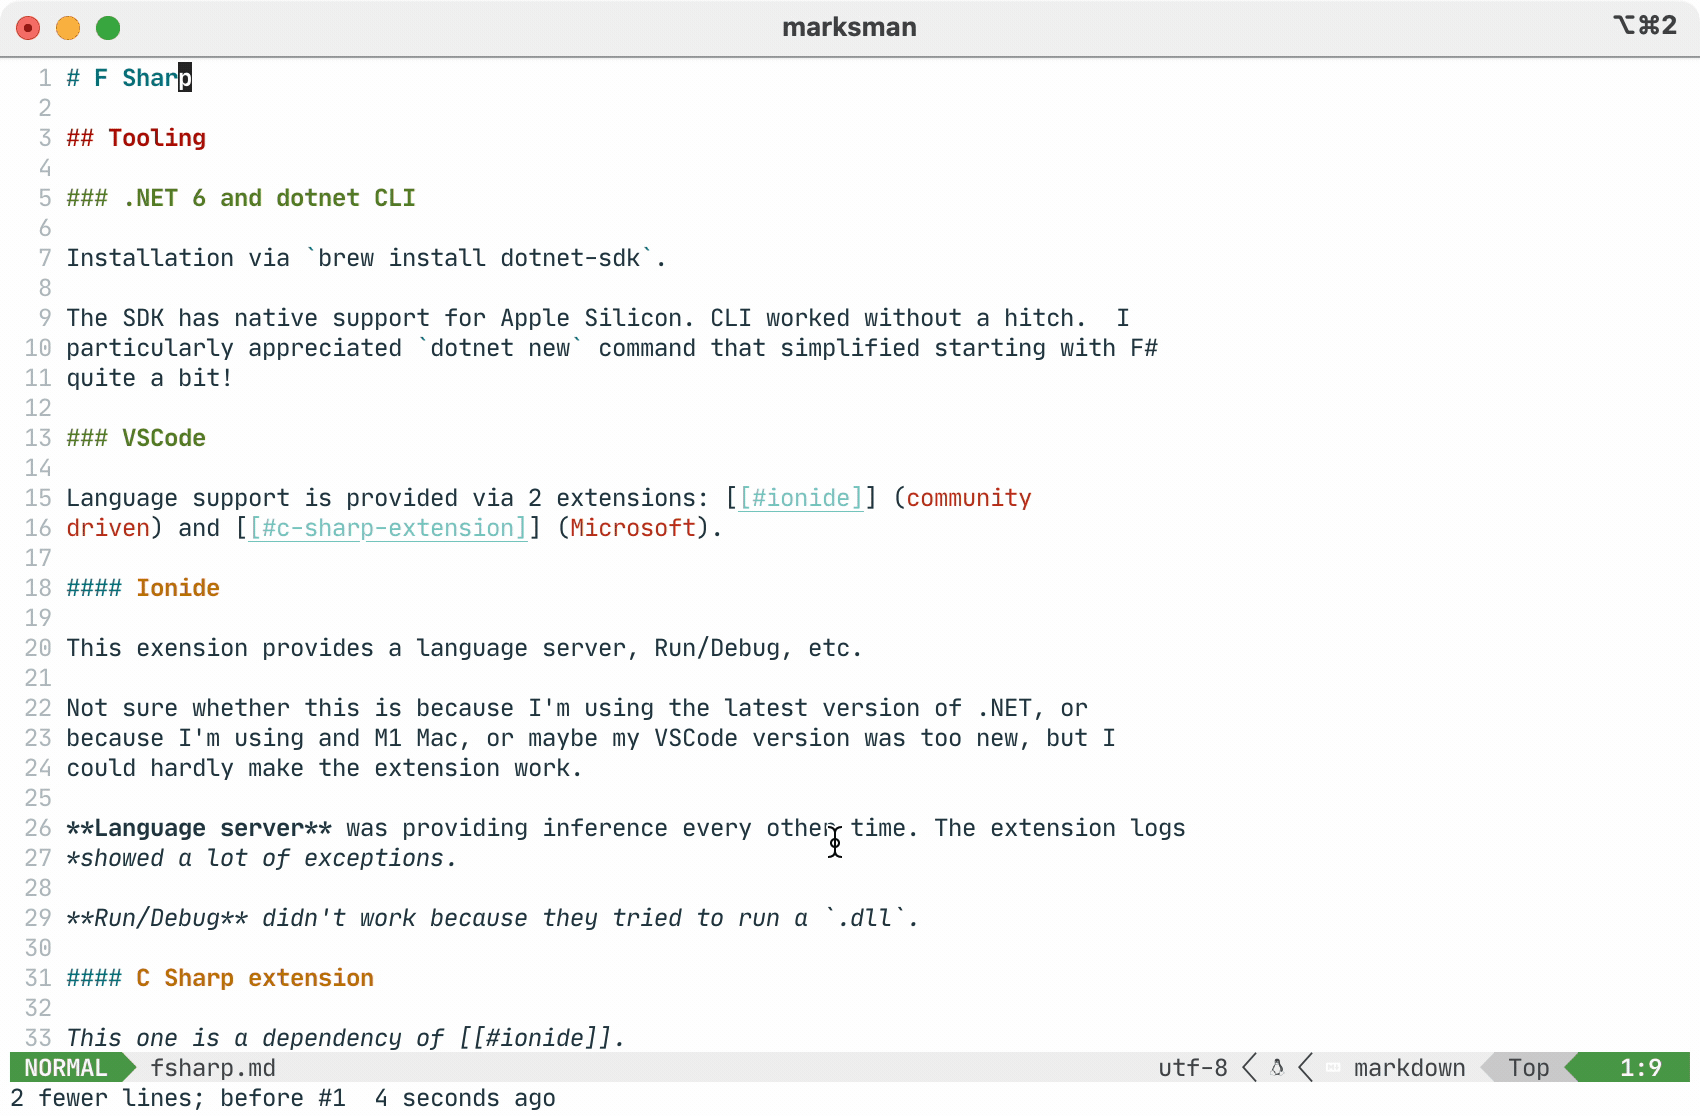 marksman ⌥⌘2
1 # F Sharp
2
3 ## Tooling
4
5 ### .NET 6 and dotnet CLI
6
7 Installation via `brew install dotnet-sdk`.
8
9 The SDK has native support for Apple Silicon. CLI worked without a hitch.  I
10 particularly appreciated `dotnet new` command that simplified starting with F#
11 quite a bit!
12
13 ### VSCode
14
15 Language support is provided via 2 extensions: [[#ionide]] (community
16 driven) and [[#c-sharp-extension]] (Microsoft).
17
18 #### Ionide
19
20 This exension provides a language server, Run/Debug, etc.
21
22 Not sure whether this is because I'm using the latest version of .NET, or
23 because I'm using and M1 Mac, or maybe my VSCode version was too new, but I
24 could hardly make the extension work.
25
26 **Language server** was providing inference every other time. The extension logs
27 *showed a lot of exceptions.
28
29 **Run/Debug** didn't work because they tried to run a `.dll`.
30
31 #### C Sharp extension
32
33 This one is a dependency of [[#ionide]].
NORMAL fsharp.md utf-8 markdown Top 1:9
2 fewer lines; before #1  4 seconds ago